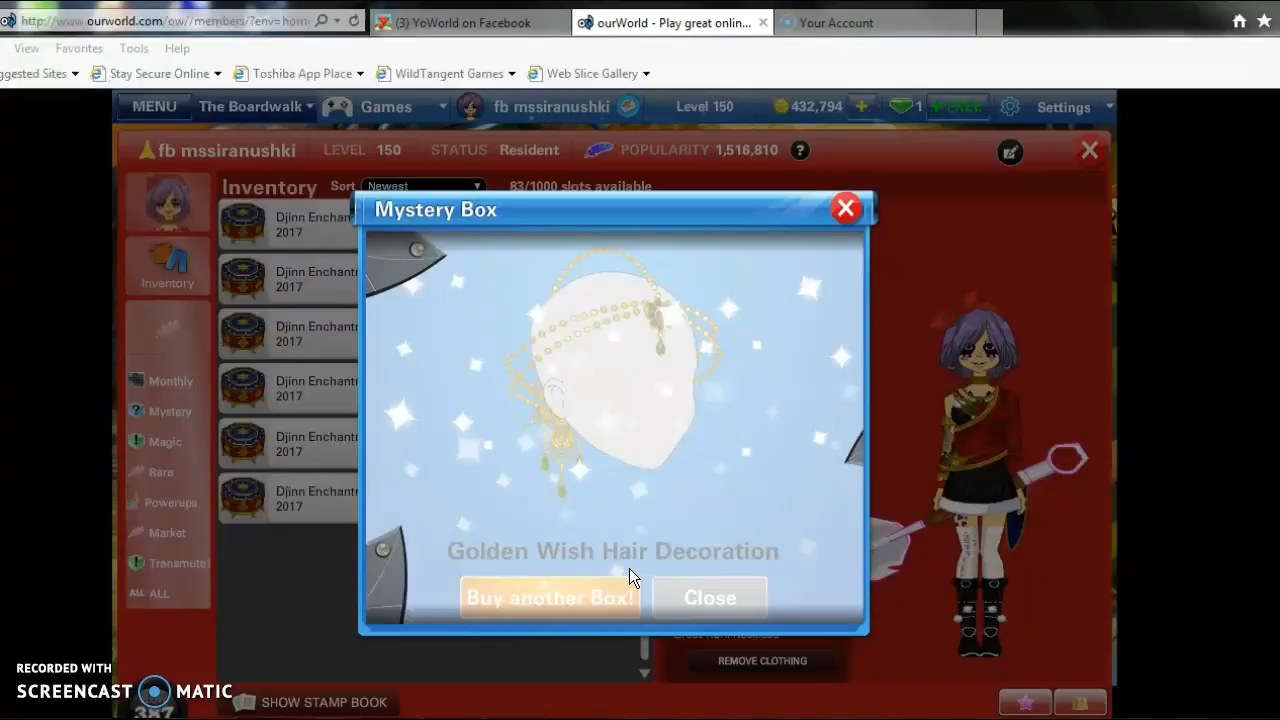 http://www.ourworld.com/ow//members/?env=hom
(3) YoWorld on Facebook
ourWorld - Play great onlin...
Your Account
View Favorites Tools Help
ggested Sites Stay Secure Online Toshiba App Place WildTangent Games Web Slice Gallery
MENU The Boardwalk Games fb mssiranushki Level 150 432,794 + 1 + FREE Settings
fb mssiranushki LEVEL 150 STATUS Resident POPULARITY 1,516,810 ?
Inventory Sort Newest 83/1000 slots available
Mystery Box
Djinn Enchant
2017
Djinn Enchant
2017
Djinn Enchant
2017
Djinn Enchant
2017
Djinn Enchant
2017
Djinn Enchant
2017
Inventory
Monthly
Mystery
Magic
Rare
Powerups
Market
Transmute
ALL ALL
Golden Wish Hair Decoration
Buy another Box!
Close
REMOVE CLOTHING
RECORDED WITH
SCREENCAST MATIC
SHOW STAMP BOOK